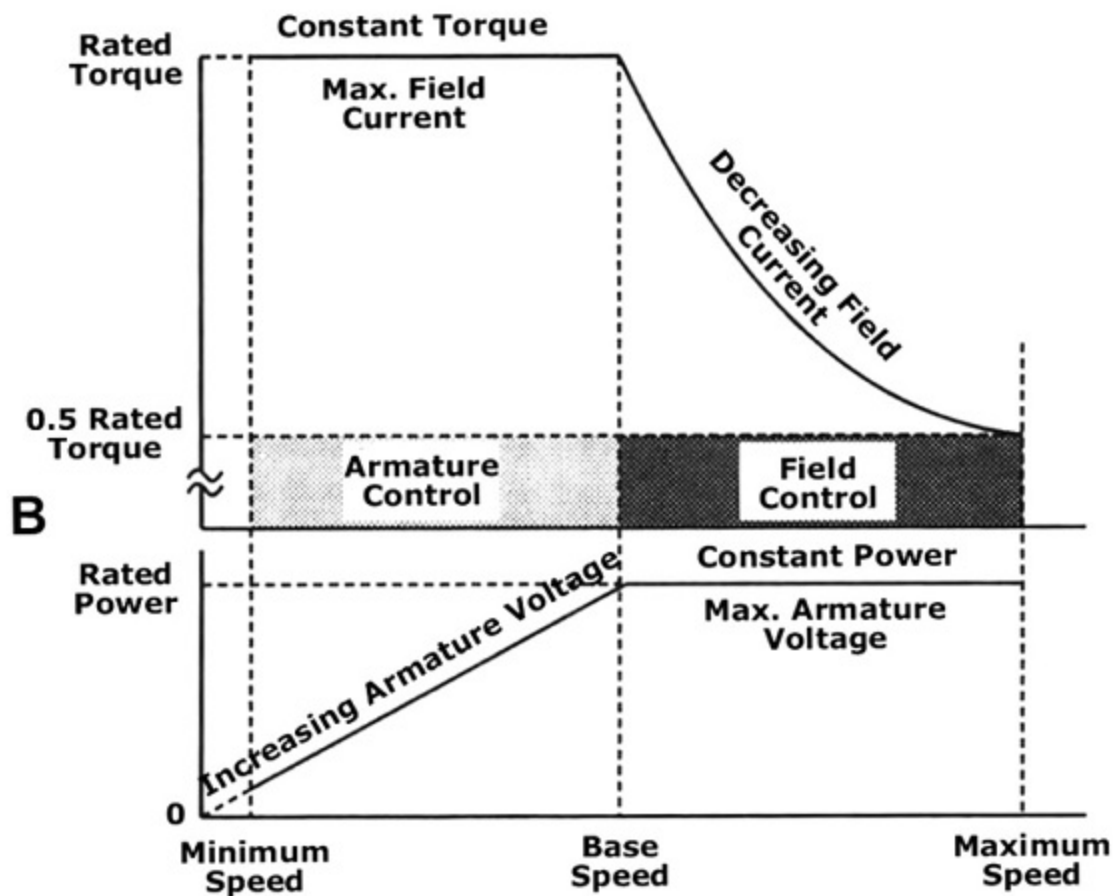 Constant Torque
Rated
Torque
Max. Field
Current
Decreasing Field
Current
0.5 Rated
Torque
Armature
Control
Field
Control
B
Rated
Power
Increasing Armature Voltage
Constant Power
Max. Armature
Voltage
0
Minimum
Speed
Base
Speed
Maximum
Speed